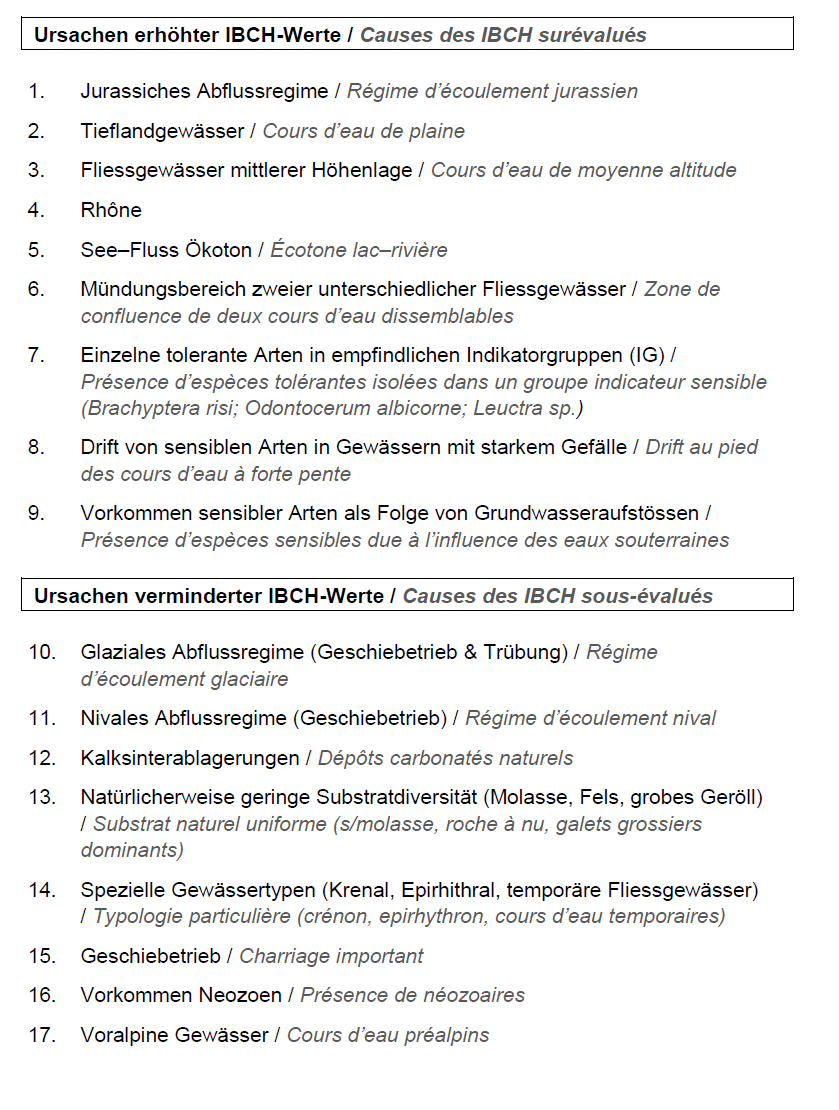 Ursachen erhöhter IBCH-Werte / Causes des IBCH surévalués
1. Jurassiches Abflussregime / Régime d’écoulement jurassien
2. Tieflandgewässer / Cours d’eau de plaine
3. Fliessgewässer mittlerer Höhenlage / Cours d’eau de moyenne altitude
4. Rhône
5. See–Fluss Ökoton / Écotone lac–rivière
6. Mündungsbereich zweier unterschiedlicher Fliessgewässer / Zone de
confluence de deux cours d’eau dissemblables
7. Einzelne tolerante Arten in empfindlichen Indikatorgruppen (IG) /
Présence d’espèces tolérantes isolées dans un groupe indicateur sensible
(Brachyptera risi; Odontocerum albicorne; Leuctra sp.)
8. Drift von sensiblen Arten in Gewässern mit starkem Gefälle / Drift au pied
des cours d’eau à forte pente
9. Vorkommen sensibler Arten als Folge von Grundwasseraufstössen /
Présence d’espèces sensibles due à l’influence des eaux souterraines
Ursachen verminderter IBCH-Werte / Causes des IBCH sous-évalués
10. Glaziales Abflussregime (Geschiebetrieb & Trübung) / Régime
d’écoulement glaciaire
11. Nivales Abflussregime (Geschiebetrieb) / Régime d’écoulement nival
12. Kalksinterablagerungen / Dépôts carbonatés naturels
13. Natürlicherweise geringe Substratdiversität (Molasse, Fels, grobes Geröll)
/ Substrat naturel uniforme (s/molasse, roche à nu, galets grossiers
dominants)
14. Spezielle Gewässertypen (Krenal, Epirhithral, temporäre Fliessgewässer)
/ Typologie particulière (crénon, epirhythron, cours d’eau temporaires)
15. Geschiebetrieb / Charriage important
16. Vorkommen Neozoen / Présence de néozoaires
17. Voralpine Gewässer / Cours d’eau préalpins